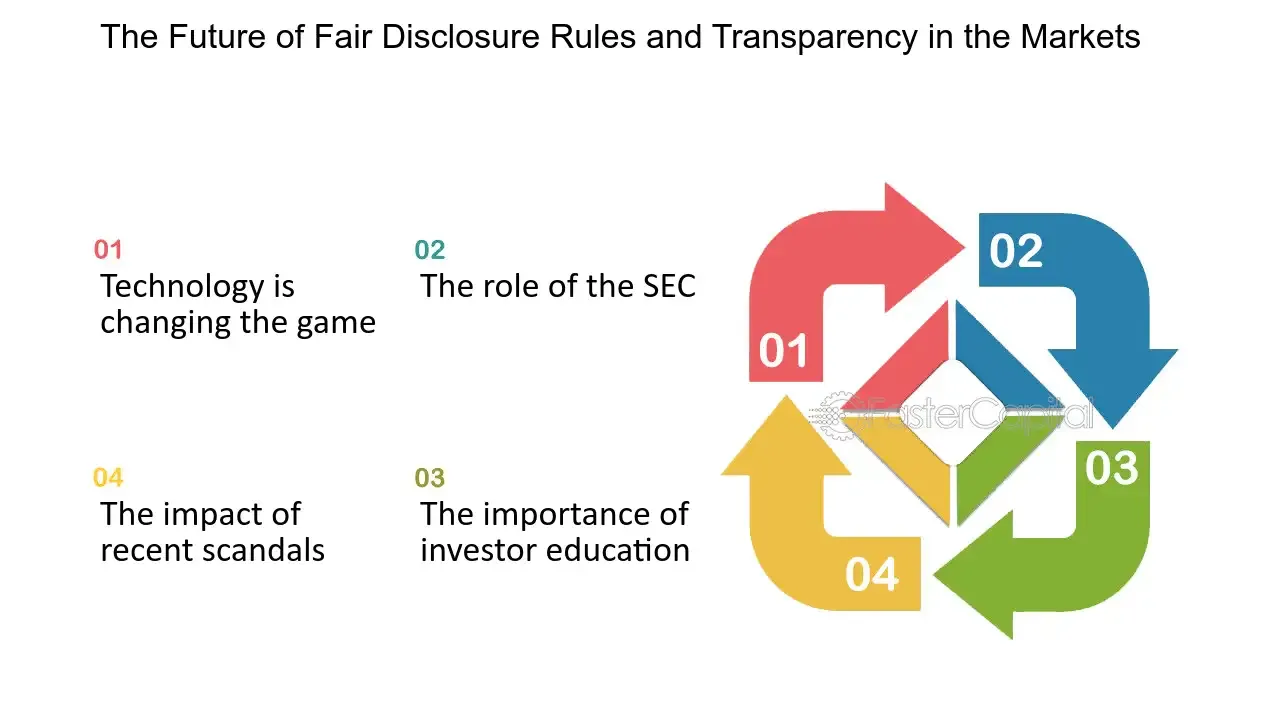 The Future of Fair Disclosure Rules and Transparency in the Markets
01
Technology is
changing the game
02
The role of the SEC
04
The impact of
recent scandals
03
The importance of
investor education
01
02
03
04
FasterCapital